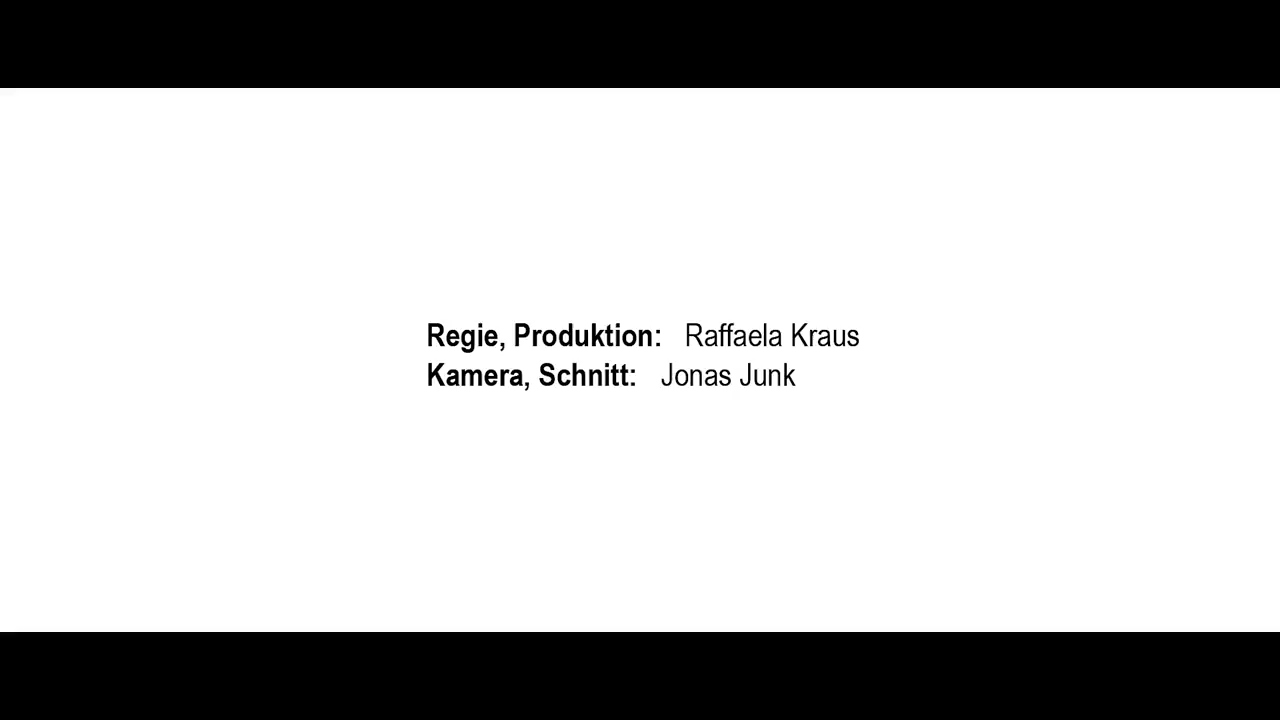 Regie, Produktion: Raffaela Kraus
Kamera, Schnitt: Jonas Junk